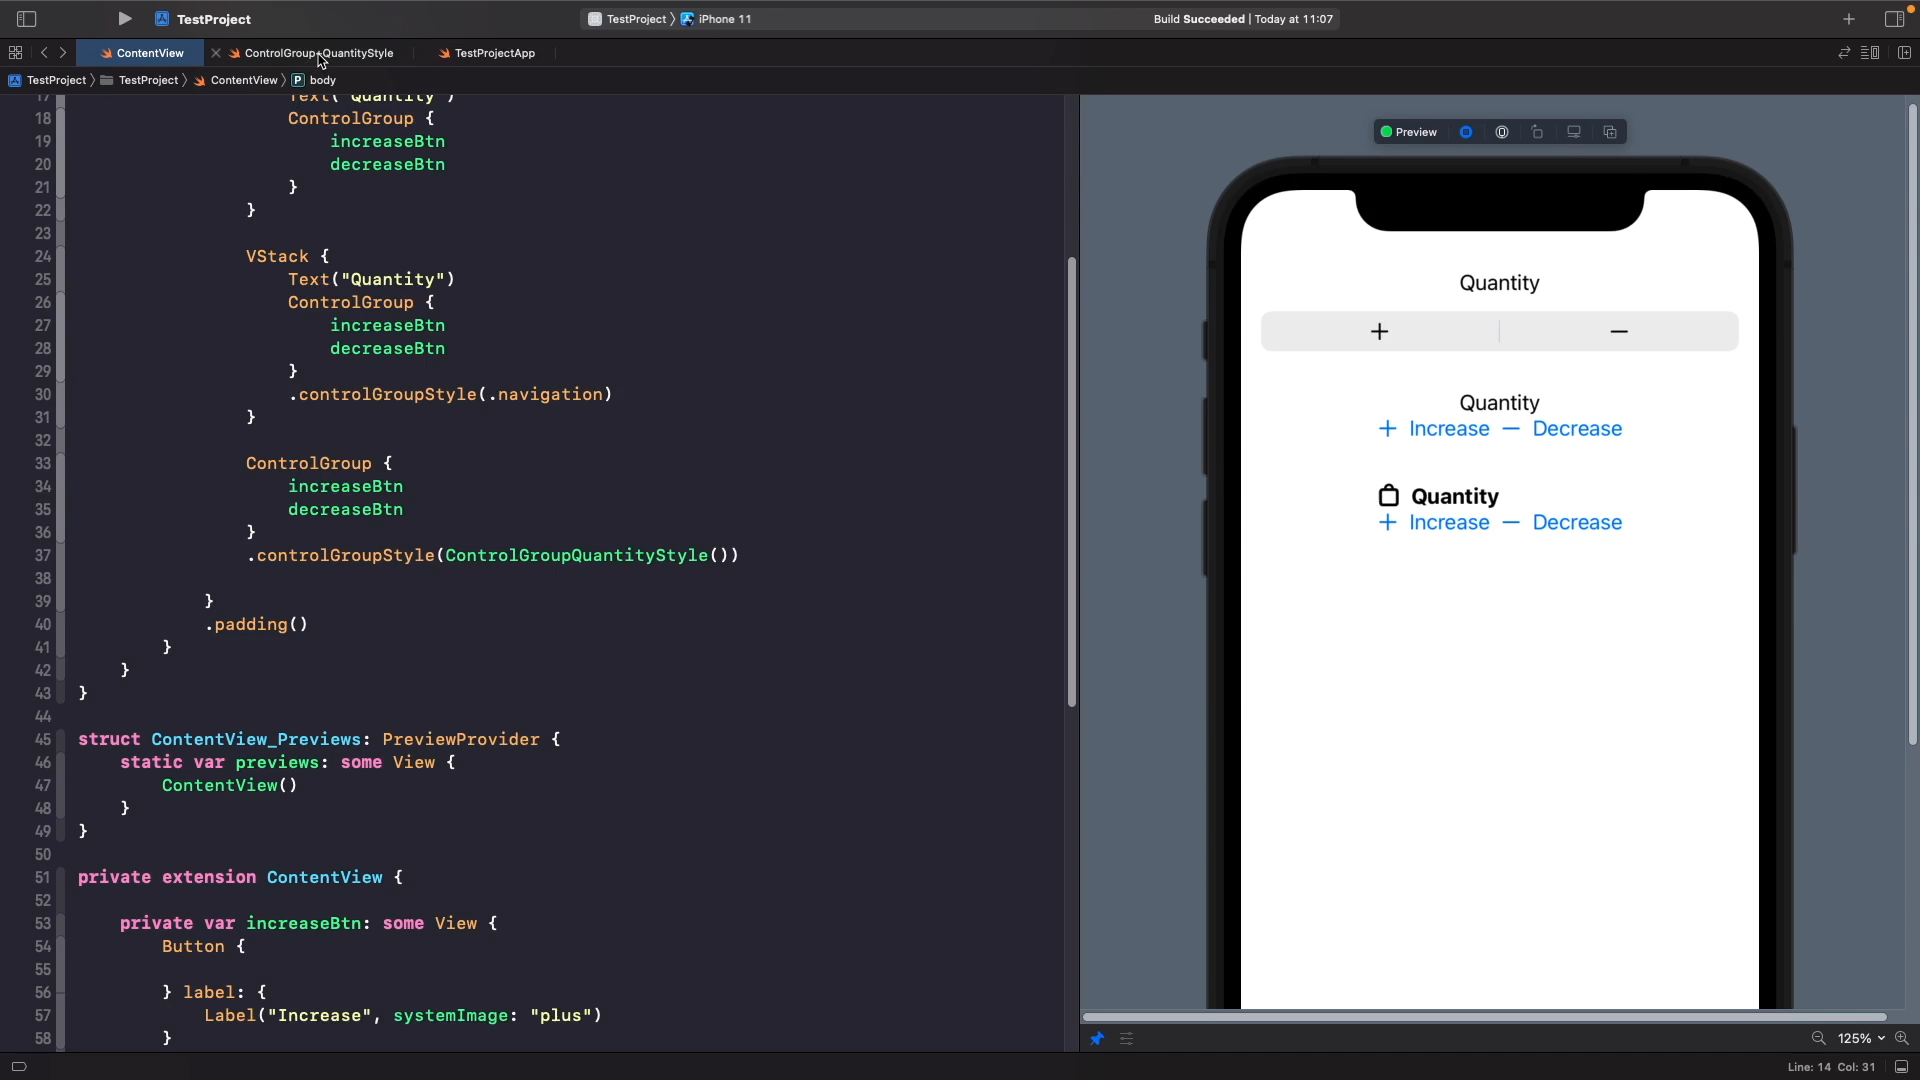 TestProject
TestProject 〉 iPhone 11
Build Succeeded | Today at 11:07
ContentView
ControlGroup+QuantityStyle
TestProjectApp
TestProject 〉 TestProject 〉 ContentView 〉 P body
17 Text("Quantity")
18 ControlGroup {
19 increaseBtn
20 decreaseBtn
21 }
22 }
23
24 VStack {
25 Text("Quantity")
26 ControlGroup {
27 increaseBtn
28 decreaseBtn
29 }
30 .controlGroupStyle(.navigation)
31 }
32
33 ControlGroup {
34 increaseBtn
35 decreaseBtn
36 }
37 .controlGroupStyle(ControlGroupQuantityStyle())
38
39 }
40 .padding()
41 }
42 }
43 }
44
45 struct ContentView_Previews: PreviewProvider {
46 static var previews: some View {
47 ContentView()
48 }
49 }
50
51 private extension ContentView {
52
53 private var increaseBtn: some View {
54 Button {
55
56 } label: {
57 Label("Increase", systemImage: "plus")
58 }
Preview
Quantity
+ −
Quantity
+ Increase − Decrease
Quantity
+ Increase − Decrease
125%
Line: 14 Col: 31